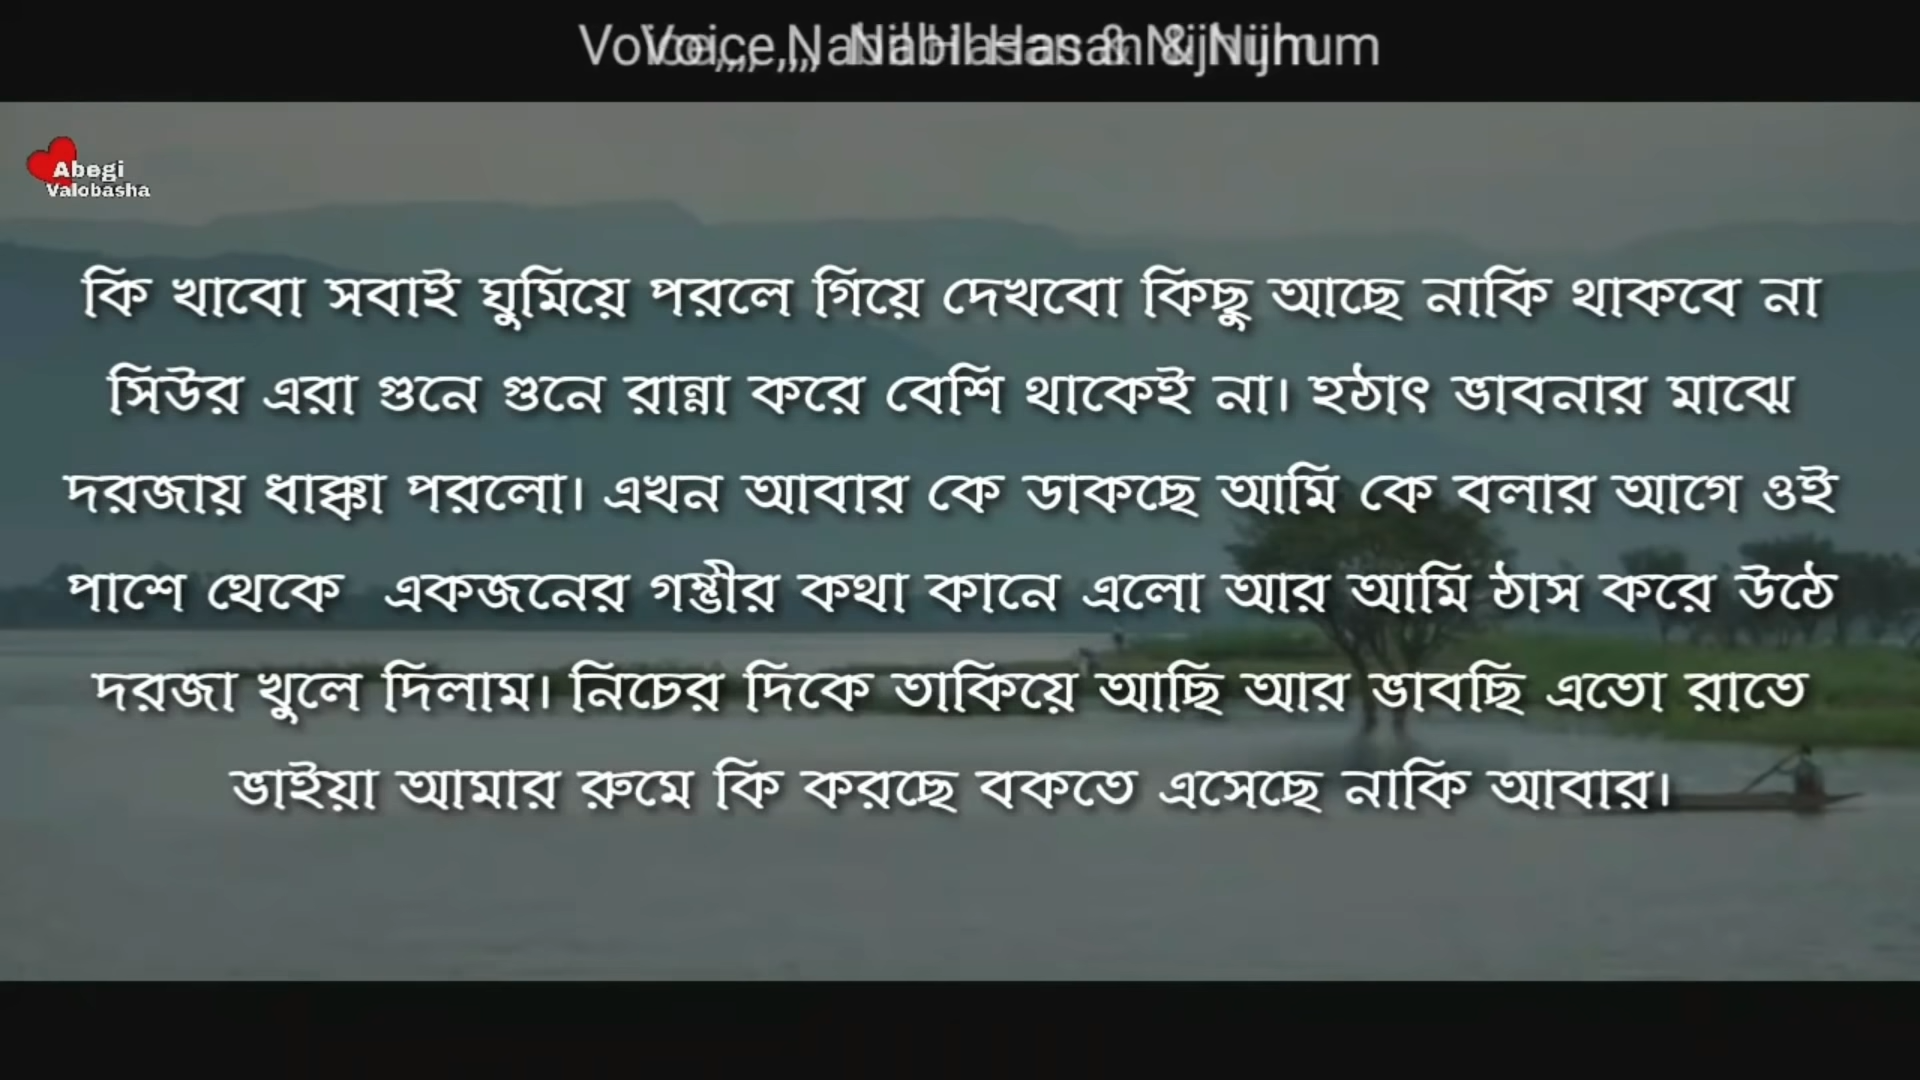 Voice,,,, Nabil Hasan & Nijhum
Abegi
Valobasha
কি খাবো সবাই ঘুমিয়ে পরলে গিয়ে দেখবো কিছু আছে নাকি থাকবে না
সিউর এরা গুনে গুনে রান্না করে বেশি থাকেই না। হঠাৎ ভাবনার মাঝে
দরজায় ধাক্কা পরলো। এখন আবার কে ডাকছে আমি কে বলার আগে ওই
পাশে থেকে একজনের গম্ভীর কথা কানে এলো আর আমি ঠাস করে উঠে
দরজা খুলে দিলাম। নিচের দিকে তাকিয়ে আছি আর ভাবছি এতো রাতে
ভাইয়া আমার রুমে কি করছে বকতে এসেছে নাকি আবার।